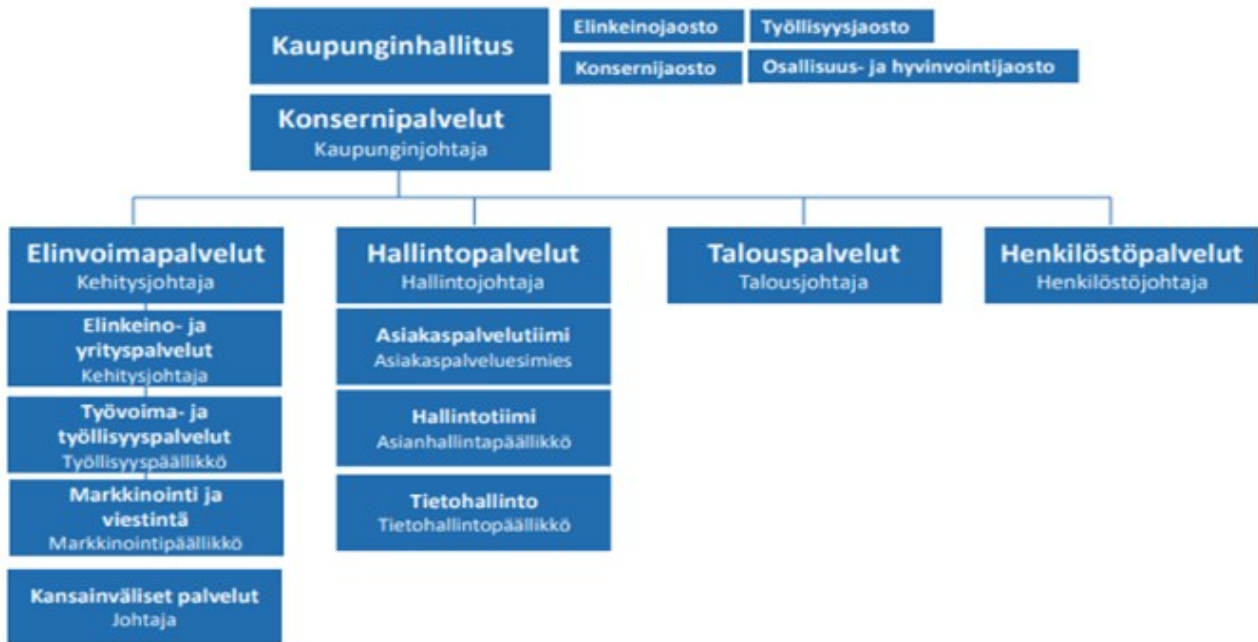 Kaupunginhallitus
Elinkeinojaosto
Työllisyysjaosto
Konsernijaosto
Osallisuus- ja hyvinvointijaosto
Konsernipalvelut
Kaupunginjohtaja
Elinvoimapalvelut
Kehitysjohtaja
Elinkeino- ja
yrityspalvelut
Kehitysjohtaja
Työvoima- ja
työllisyyspalvelut
Työllisyyspäällikkö
Markkinointi ja
viestintä
Markkinointipäällikkö
Kansainväliset palvelut
Johtaja
Hallintopalvelut
Hallintojohtaja
Asiakaspalvelutiimi
Asiakaspalveluesimies
Hallintotiimi
Asianhallintapäällikkö
Tietohallinto
Tietohallintopäällikkö
Talouspalvelut
Talousjohtaja
Henkilöstöpalvelut
Henkilöstöjohtaja